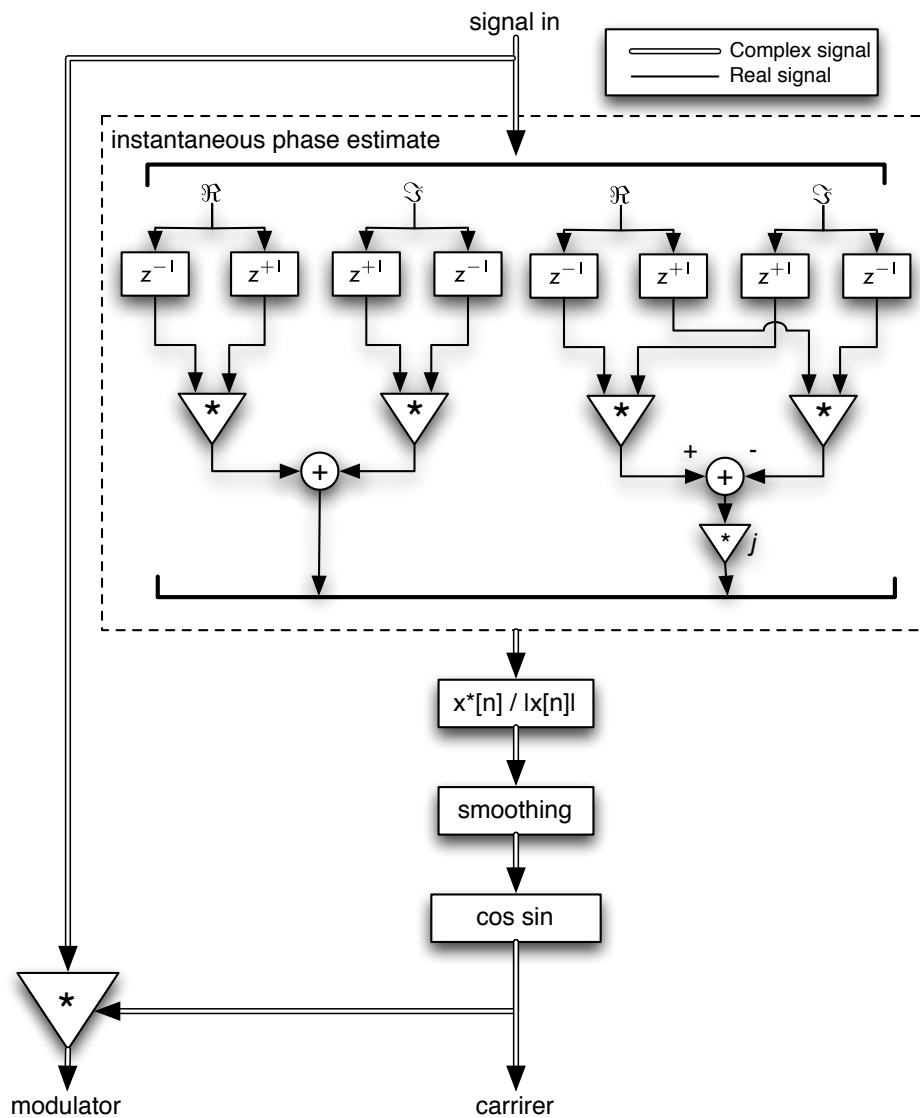 signal in
Complex signal
Real signal
instantaneous phase estimate
ℜ ℑ ℜ ℑ
z⁻¹ z⁺¹ z⁺¹ z⁻¹ z⁻¹ z⁺¹ z⁺¹ z⁻¹
* * * *
+ -
+ +
* j
x*[n] / |x[n]|
smoothing
cos sin
*
modulator carrirer